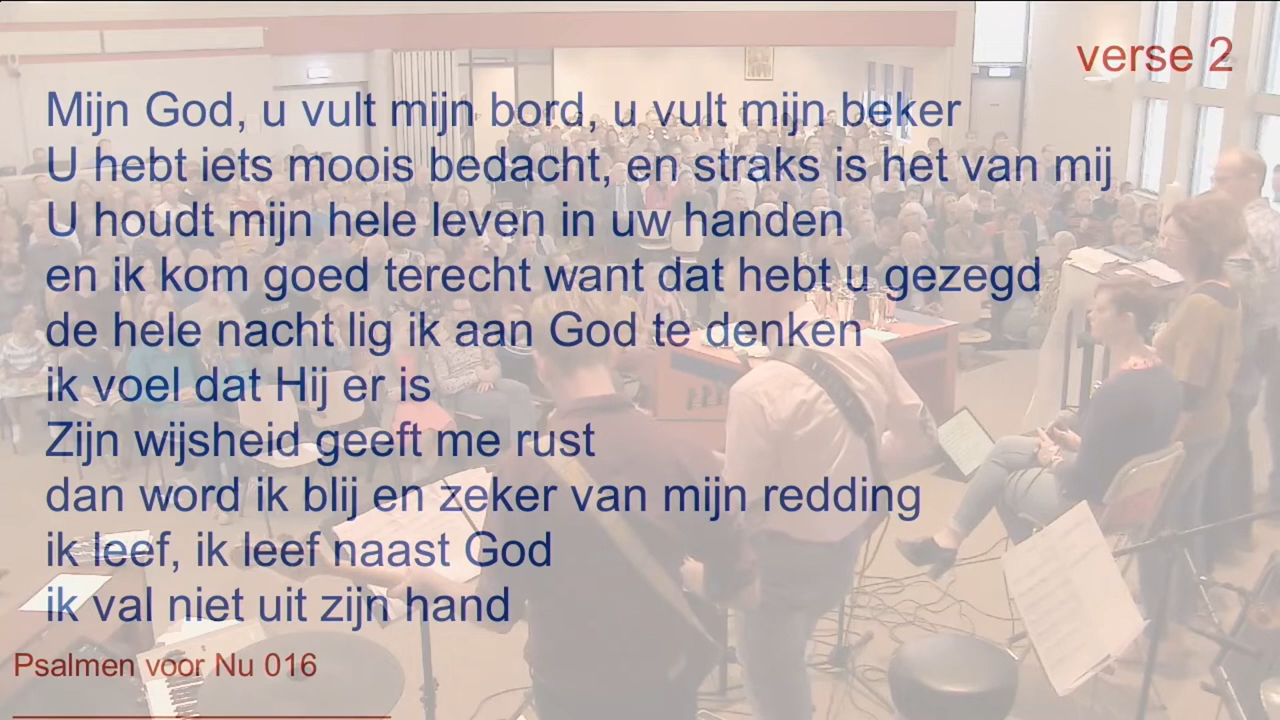 verse 2
Mijn God, u vult mijn bord, u vult mijn beker
U hebt iets moois bedacht, en straks is het van mij
U houdt mijn hele leven in uw handen
en ik kom goed terecht want dat hebt u gezegd
de hele nacht lig ik aan God te denken
ik voel dat Hij er is
Zijn wijsheid geeft me rust
dan word ik blij en zeker van mijn redding
ik leef, ik leef naast God
ik val niet uit zijn hand
Psalmen voor Nu 016